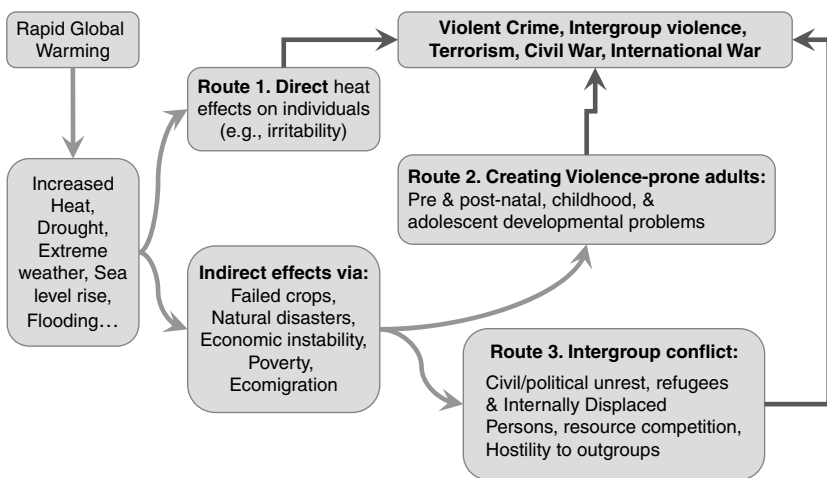 Rapid Global
Warming
Violent Crime, Intergroup violence,
Terrorism, Civil War, International War
Route 1. Direct heat
effects on individuals
(e.g., irritability)
Increased
Heat,
Drought,
Extreme
weather, Sea
level rise,
Flooding…
Route 2. Creating Violence-prone adults:
Pre & post-natal, childhood, &
adolescent developmental problems
Indirect effects via:
Failed crops,
Natural disasters,
Economic instability,
Poverty,
Ecomigration
Route 3. Intergroup conflict:
Civil/political unrest, refugees
& Internally Displaced
Persons, resource competition,
Hostility to outgroups